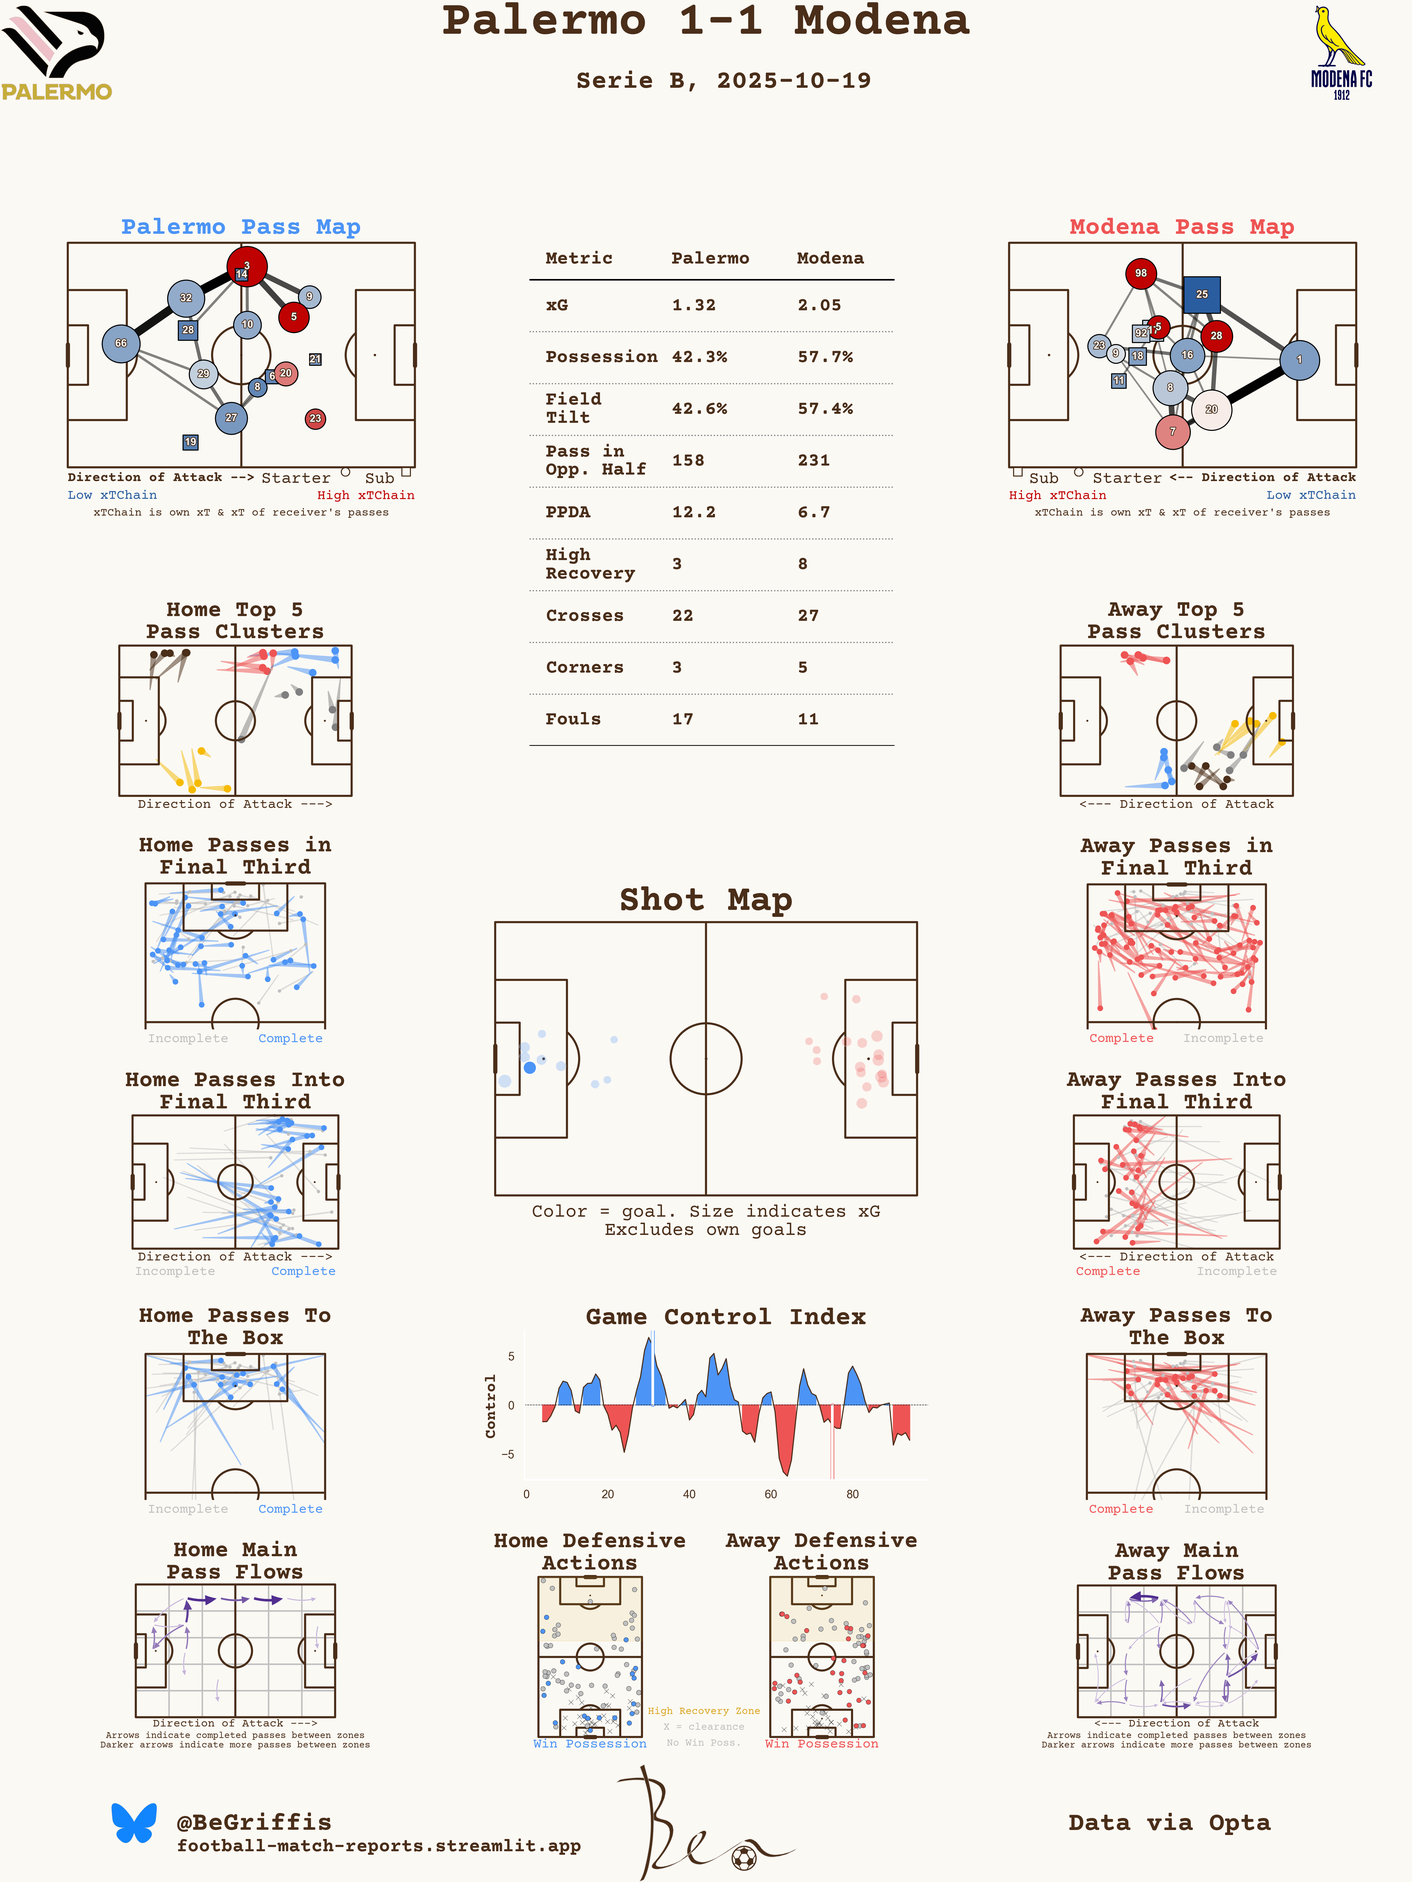 Palermo 1-1 Modena
Serie B, 2025-10-19
PALERMO
MODENA FC
1912
Palermo Pass Map
3
14
32
9
5
28
10
66
21
29
6
20
8
27
23
19
Direction of Attack --> Starter Sub
Low xTChain High xTChain
xTChain is own xT & xT of receiver's passes
Metric Palermo Modena
xG 1.32 2.05
Possession 42.3% 57.7%
Field
Tilt 42.6% 57.4%
Pass in
Opp. Half 158 231
PPDA 12.2 6.7
High
Recovery 3 8
Crosses 22 27
Corners 3 5
Fouls 17 11
Modena Pass Map
98
25
5
92
28
23
9
18
16
1
11
8
20
7
Sub Starter <-- Direction of Attack
High xTChain Low xTChain
xTChain is own xT & xT of receiver's passes
Home Top 5
Pass Clusters
Direction of Attack --->
Away Top 5
Pass Clusters
<--- Direction of Attack
Home Passes in
Final Third
Incomplete Complete
Away Passes in
Final Third
Complete Incomplete
Shot Map
Color = goal. Size indicates xG
Excludes own goals
Home Passes Into
Final Third
Direction of Attack --->
Incomplete Complete
Away Passes Into
Final Third
<--- Direction of Attack
Complete Incomplete
Home Passes To
The Box
Incomplete Complete
Game Control Index
Control
5
0
−5
0 20 40 60 80
Away Passes To
The Box
Complete Incomplete
Home Main
Pass Flows
Direction of Attack --->
Arrows indicate completed passes between zones
Darker arrows indicate more passes between zones
Home Defensive
Actions
Win Possession
High Recovery Zone
X = clearance
No Win Poss.
Away Defensive
Actions
Win Possession
Away Main
Pass Flows
<--- Direction of Attack
Arrows indicate completed passes between zones
Darker arrows indicate more passes between zones
@BeGriffis
football-match-reports.streamlit.app
Ben
Data via Opta